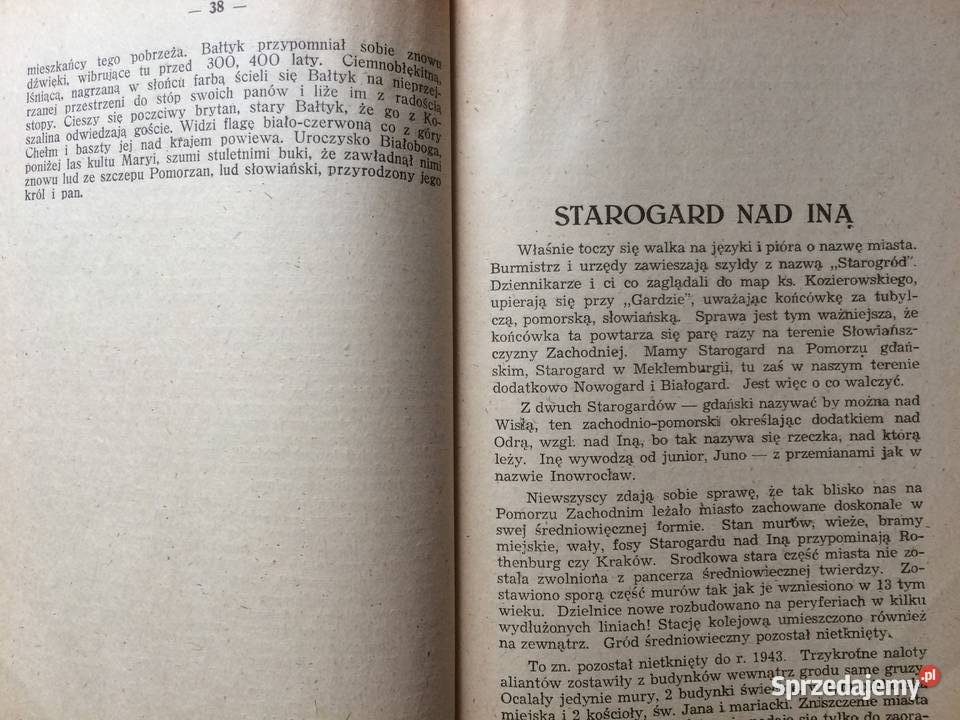 — 38 —
mieszkańcy tego pobrzeża. Bałtyk przypomniał sobie znowu
dźwięki, wibrujące tu przed 300, 400 laty. Ciemnobłękitną,
lśniącą, nagrzaną w słońcu farbą ścieli się Bałtyk na nieprzej-
rzanej przestrzeni do stóp swoich panów i liże im z radością
stopy. Cieszy się poczciwy brytan, stary Bałtyk, że go z Ko-
szalina odwiedzają goście. Widzi flagę biało-czerwoną co z góry
Chełm i baszty jej nad krajem powiewa. Uroczysko Białoboga,
poniżej las kultu Maryi, szumi stuletnimi buki, że zawładnął nimi
znowu lud ze szczepu Pomorzan, lud słowiański, przyrodzony jego
król i pan.
STAROGARD NAD INĄ
Właśnie toczy się walka na języki i pióra o nazwę miasta.
Burmistrz i urzędy zawieszają szyldy z nazwą „Starogród”.
Dziennikarze i ci co zaglądali do map ks. Kozierowskiego,
upierają się przy „Gardzie”, uważając końcówkę za tubyl-
czą, pomorską, słowiańską. Sprawa jest tym ważniejsza, że
końcówka ta powtarza się parę razy na terenie Słowiańsz-
czyzny Zachodniej. Mamy Starogard na Pomorzu gdań-
skim, Starogard w Meklemburgii, tu zaś w naszym terenie
dodatkowo Nowogard i Białogard. Jest więc o co walczyć.
Z dwuch Starogardów — gdański nazywać by można nad
Wisłą, ten zachodnio-pomorski określając dodatkiem nad
Odrą, wzgl. nad Iną, bo tak nazywa się rzeczka, nad którą
leży. Inę wywodzą od junior, Juno — z przemianami jak w
nazwie Inowrocław.
Niewszyscy zdają sobie sprawę, że tak blisko nas na
Pomorzu Zachodnim leżało miasto zachowane doskonale w
swej średniowięcznej formie. Stan murów, wieże, bramy
miejskie, wały, fosy Starogardu nad Iną przypominają Ro-
thenburg czy Kraków. Srodkowa stara część miasta nie zo-
stała zwolniona z pancerza średniowiecznej twierdzy. Zo-
stawiono sporą część murów tak jak je wzniesiono w 13 tym
wieku. Dzielnice nowe rozbudowano na peryferiach w kilku
wydłużonych liniach! Stację kolejową umieszczono również
na zewnątrz. Gród średniowieczny pozostał nietknięty.
To zn. pozostał nietknięty do r. 1943. Trzykrotne naloty
aliantów zostawiły z budynków wewnątrz grodu same gruzy.
Ocalały jedynie mury, 2 budynki
miejska i 2 kościoły, św. Jana i mariacki. Zniszczenie miasta
Sprzedajemy.pl